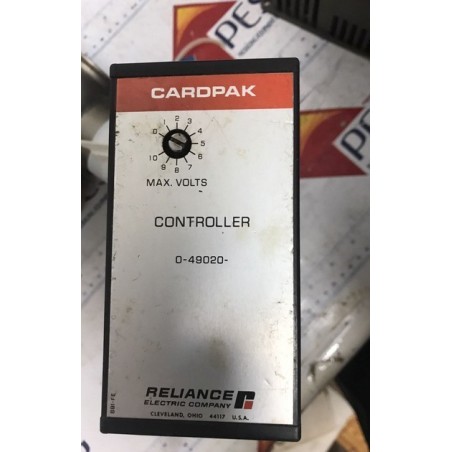 CARDPAK
0 1 2 3 4 5 6 7 8 9 10
MAX. VOLTS
CONTROLLER
0-49020-
RELIANCE
ELECTRIC COMPANY
CLEVELAND, OHIO 44117 U.S.A.
PES